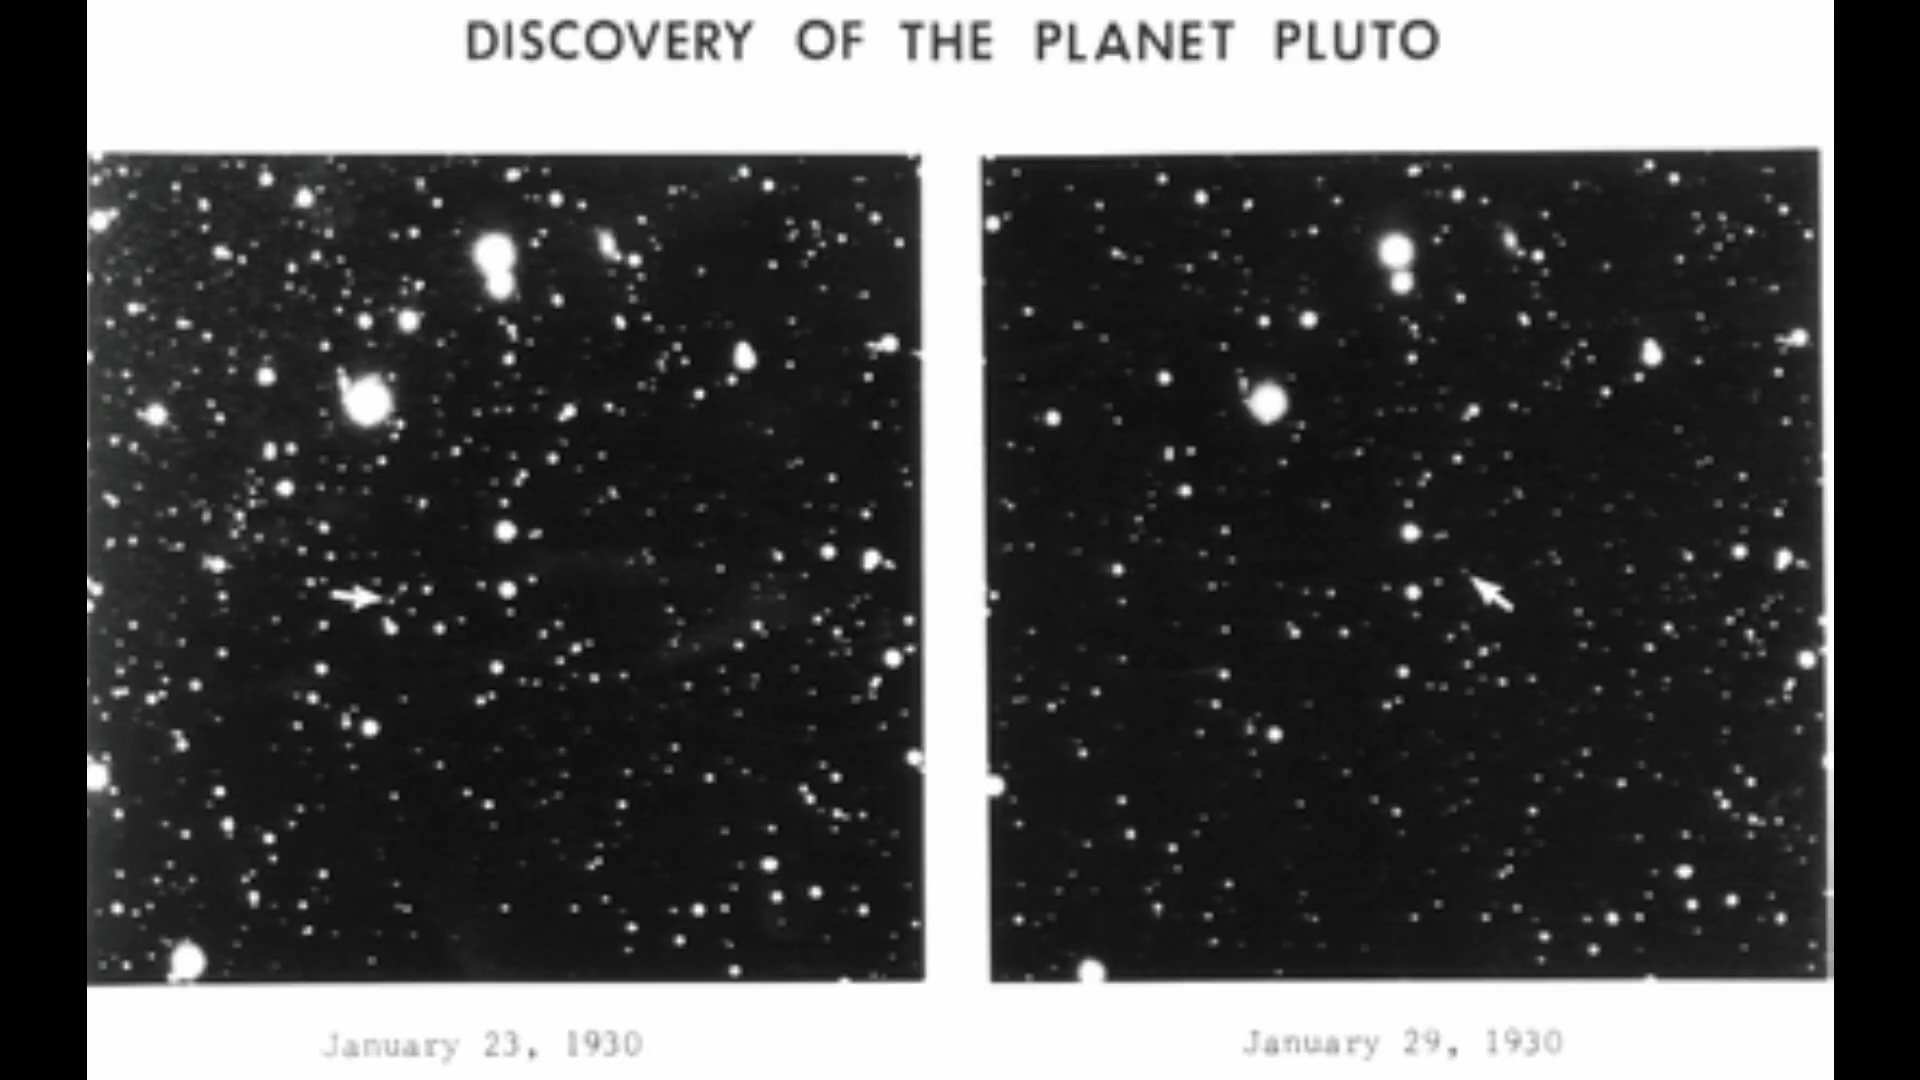 DISCOVERY OF THE PLANET PLUTO
January 23, 1930
January 29, 1930